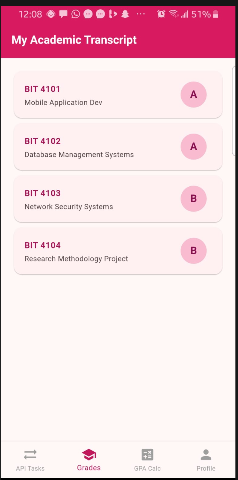 12:08 51%
My Academic Transcript
BIT 4101
Mobile Application Dev
A
BIT 4102
Database Management Systems
A
BIT 4103
Network Security Systems
B
BIT 4104
Research Methodology Project
B
API Tasks Grades GPA Calc Profile